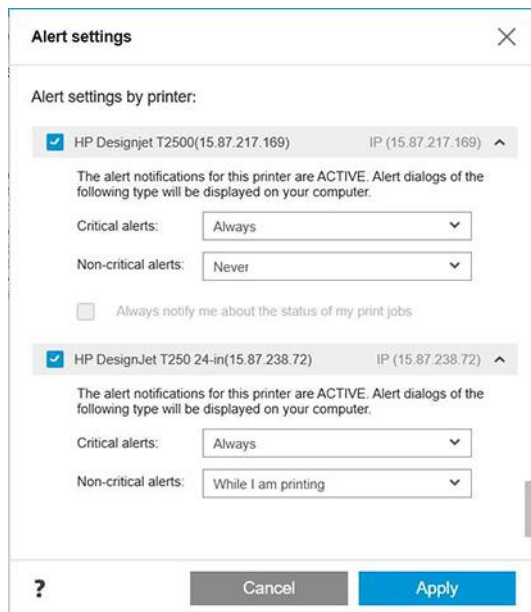 Alert settings
Alert settings by printer:
HP Designjet T2500(15.87.217.169) IP (15.87.217.169)
The alert notifications for this printer are ACTIVE. Alert dialogs of the
following type will be displayed on your computer.
Critical alerts: Always
Non-critical alerts: Never
Always notify me about the status of my print jobs
HP DesignJet T250 24-in(15.87.238.72) IP (15.87.238.72)
The alert notifications for this printer are ACTIVE. Alert dialogs of the
following type will be displayed on your computer.
Critical alerts: Always
Non-critical alerts: While I am printing
? Cancel Apply